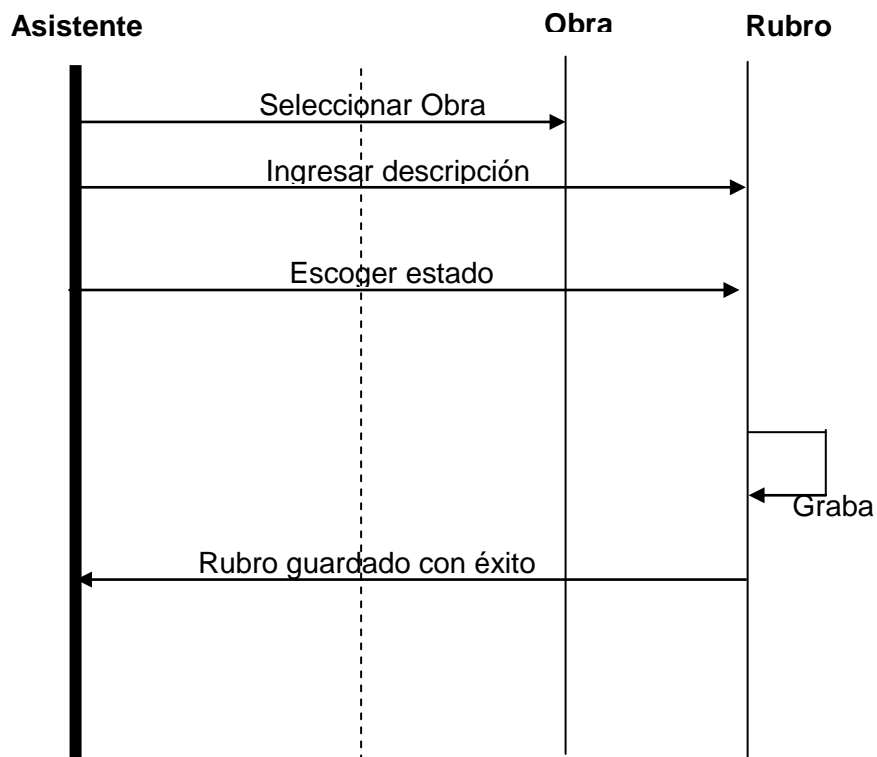 Asistente
Obra
Rubro
Seleccionar Obra
Ingresar descripción
Escoger estado
Graba
Rubro guardado con éxito